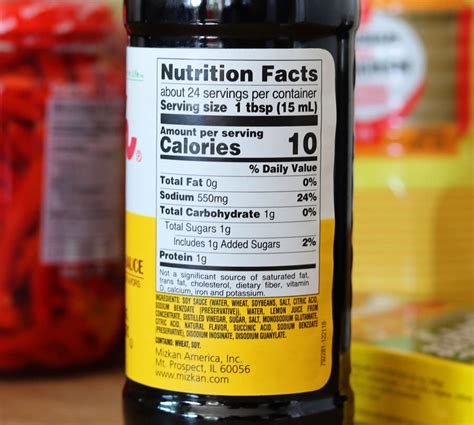 Nutrition Facts
about 24 servings per container
Serving size 1 tbsp (15 mL)
Amount per serving
Calories 10
% Daily Value
Total Fat 0g 0%
Sodium 550mg 24%
Total Carbohydrate 1g 0%
Total Sugars 1g
Includes 1g Added Sugars 2%
Protein 1g
Not a significant source of saturated fat,
trans fat, cholesterol, dietary fiber, vitamin
D, calcium, iron and potassium.
INGREDIENTS: SOY SAUCE (WATER, WHEAT, SOYBEANS, SALT, CITRIC ACID,
SODIUM BENZOATE (PRESERVATIVE)), WATER, LEMON JUICE FROM
CONCENTRATE, DISTILLED VINEGAR, SUGAR, SALT, MONOSODIUM GLUTAMATE,
CITRIC ACID, NATURAL FLAVOR, SUCCINIC ACID, SODIUM BENZOATE
(PRESERVATIVE), DISODIUM INOSINATE, DISODIUM GUANYLATE.
CONTAINS: WHEAT, SOY.
Mizkan America, Inc.
Mt. Prospect, IL 60056
www.mizkan.com